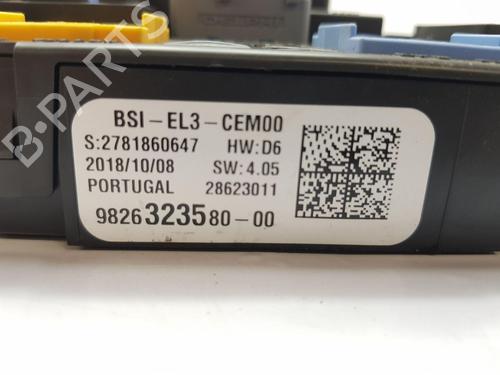 BSI-EL3-CEM00
S:2781860647 HW:D6
2018/10/08 SW:4.05
PORTUGAL 28623011
9826323580-00
B-PARTS